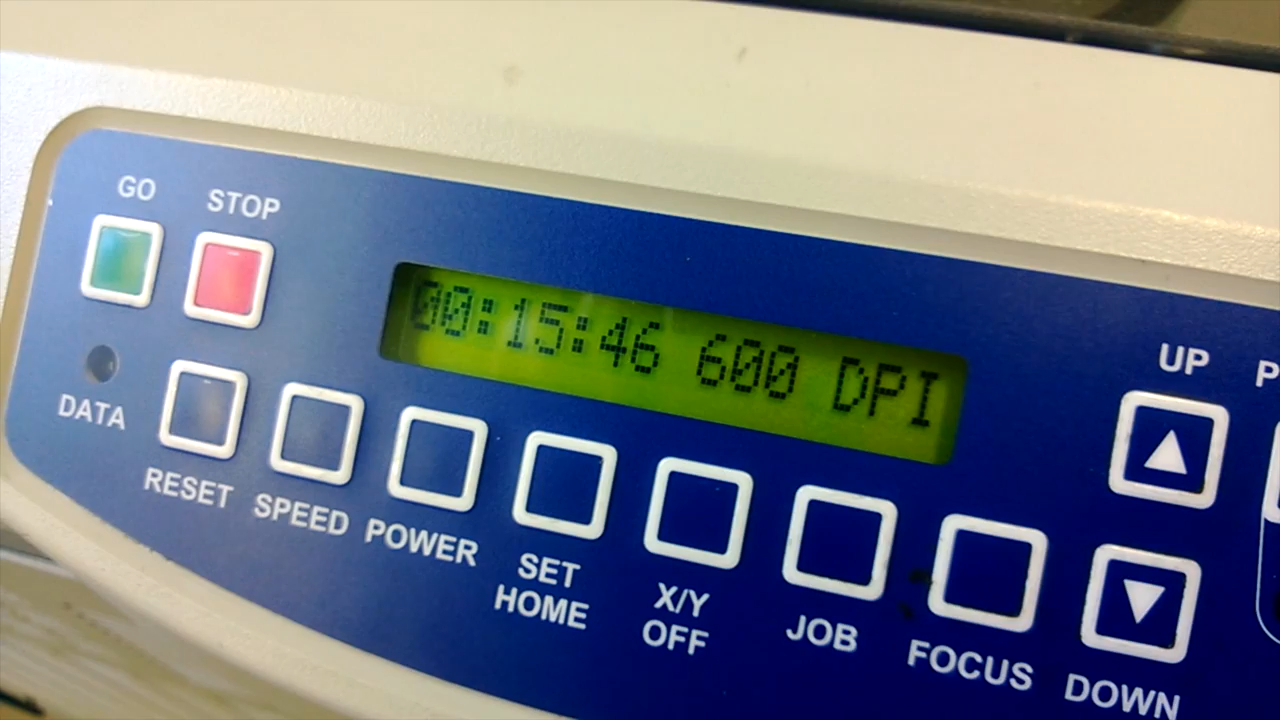 GO
STOP
00:15:46 600 DPI
UP
DATA
RESET
SPEED
POWER
SET
HOME
X/Y
OFF
JOB
FOCUS
DOWN